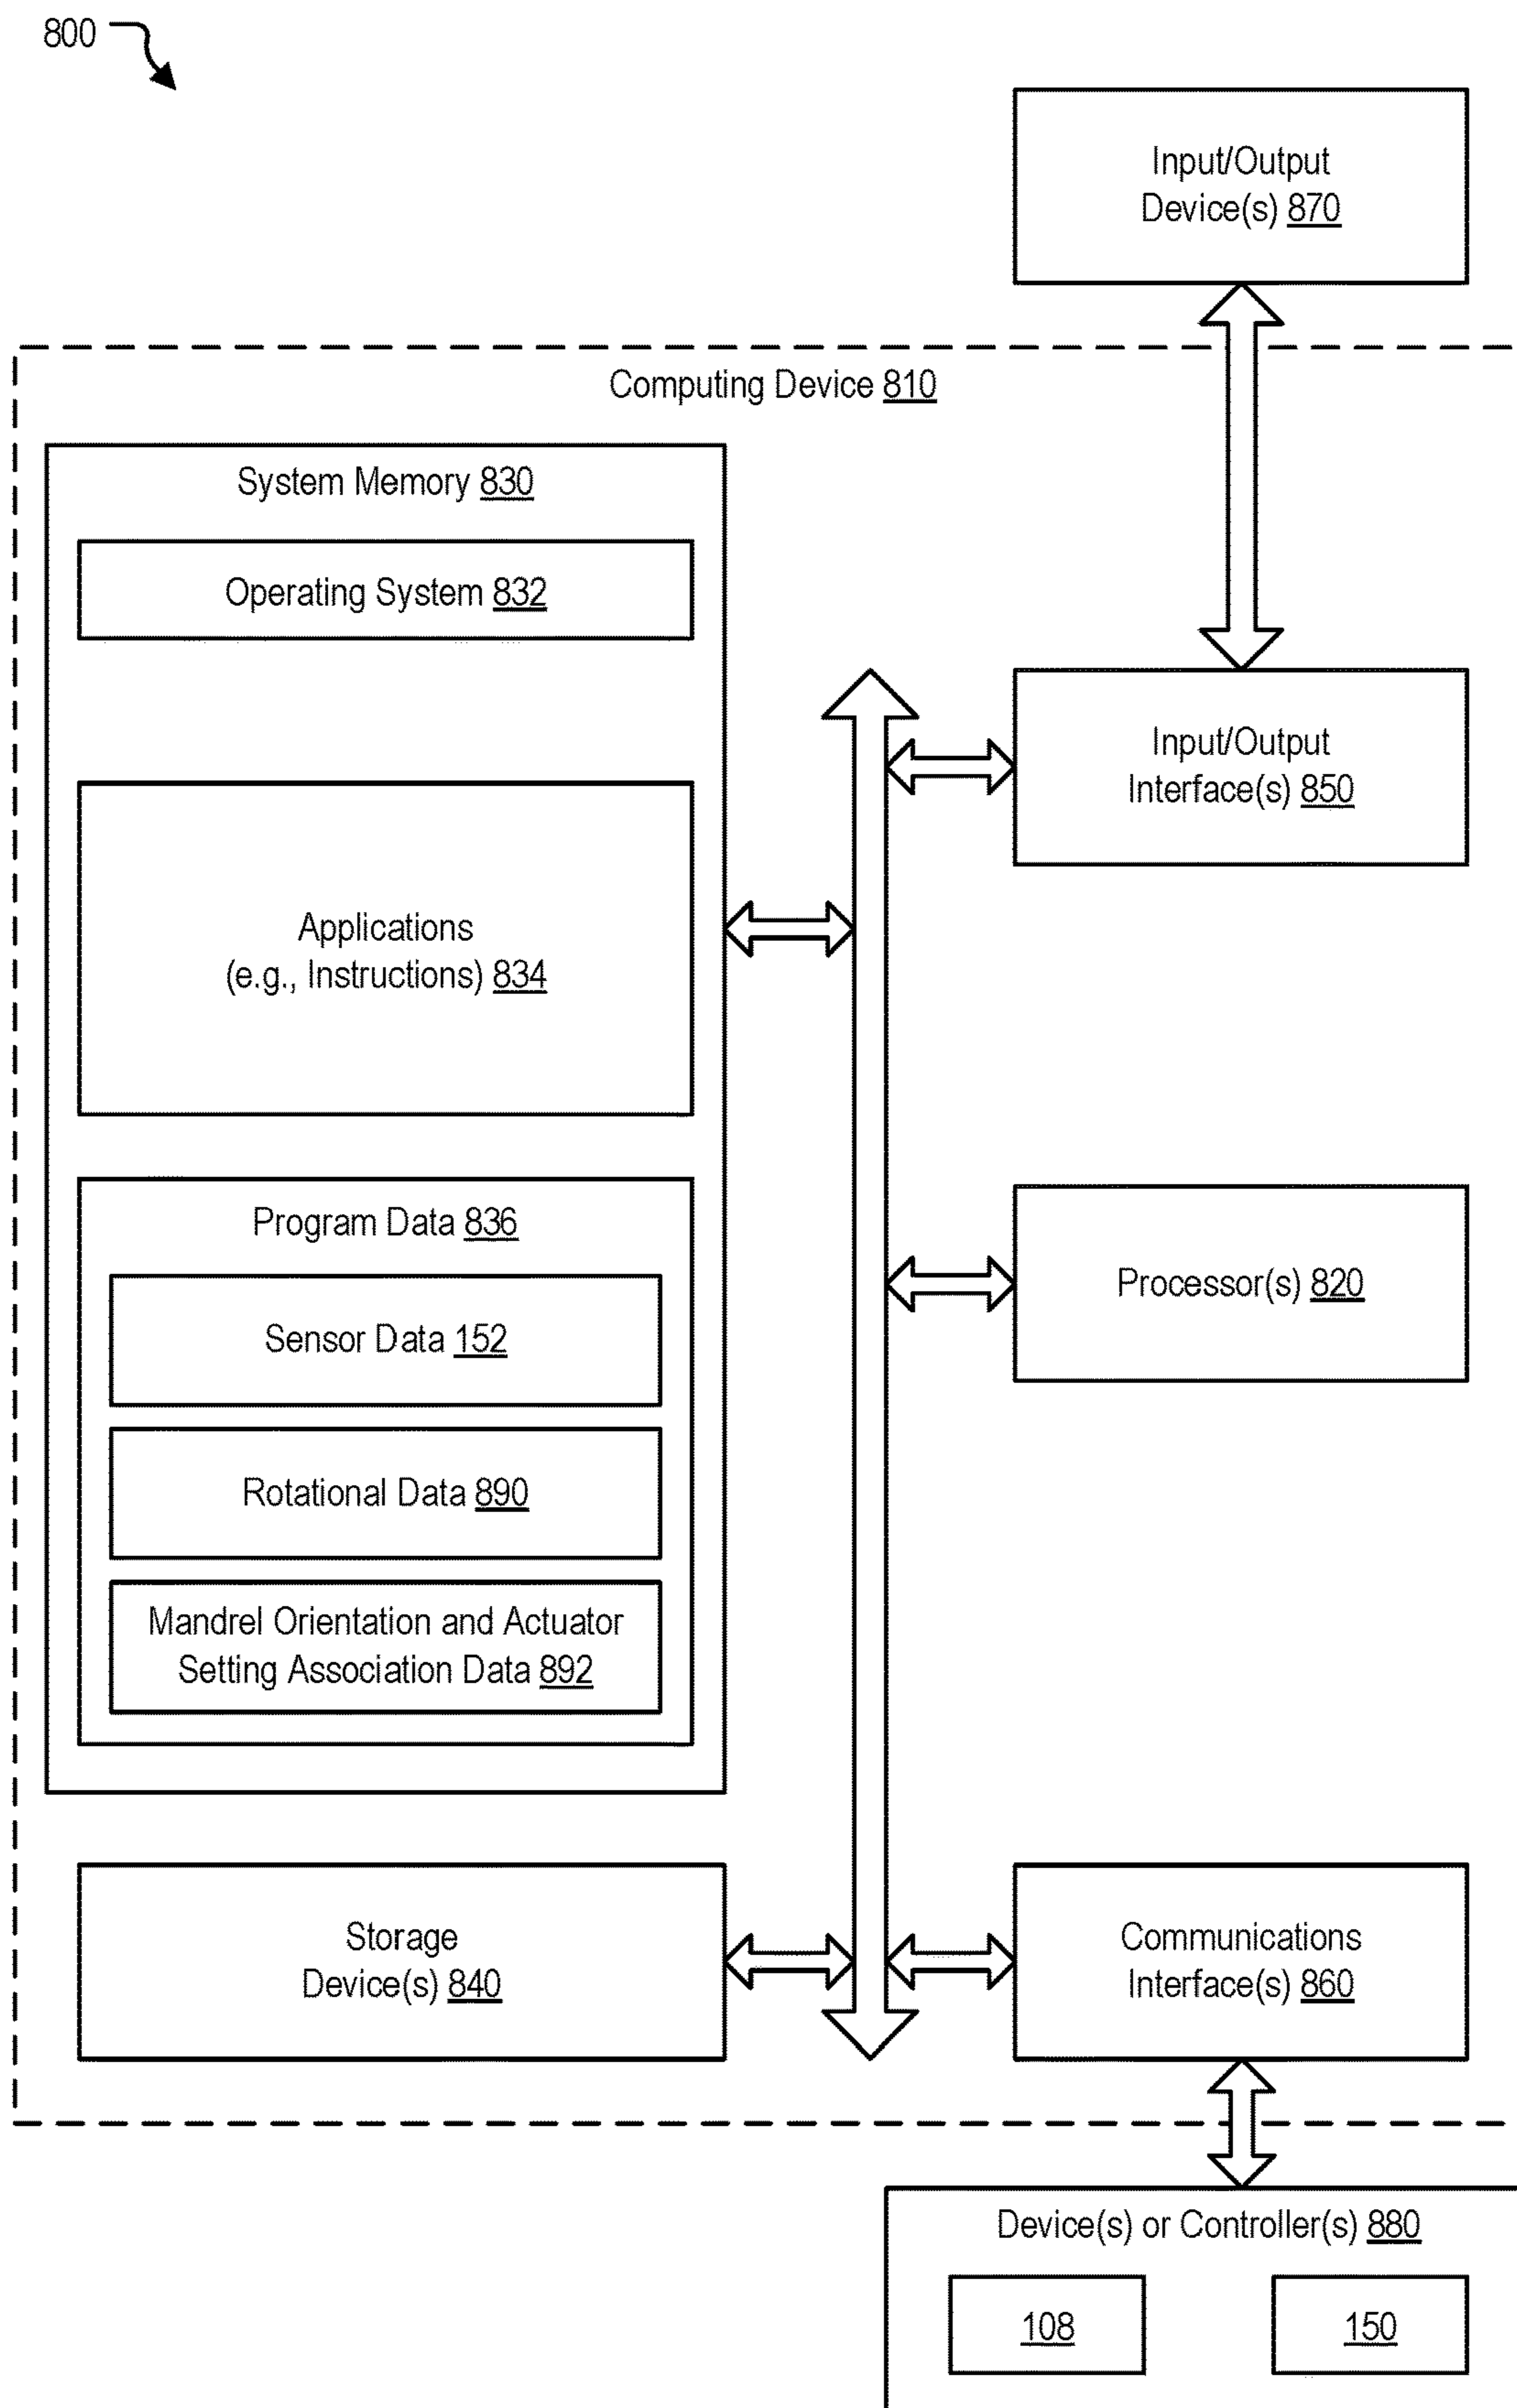 800
Input/Output
Device(s) 870
Computing Device 810
System Memory 830
Operating System 832
Applications
(e.g., Instructions) 834
Program Data 836
Sensor Data 152
Rotational Data 890
Mandrel Orientation and Actuator
Setting Association Data 892
Storage
Device(s) 840
Input/Output
Interface(s) 850
Processor(s) 820
Communications
Interface(s) 860
Device(s) or Controller(s) 880
108
150